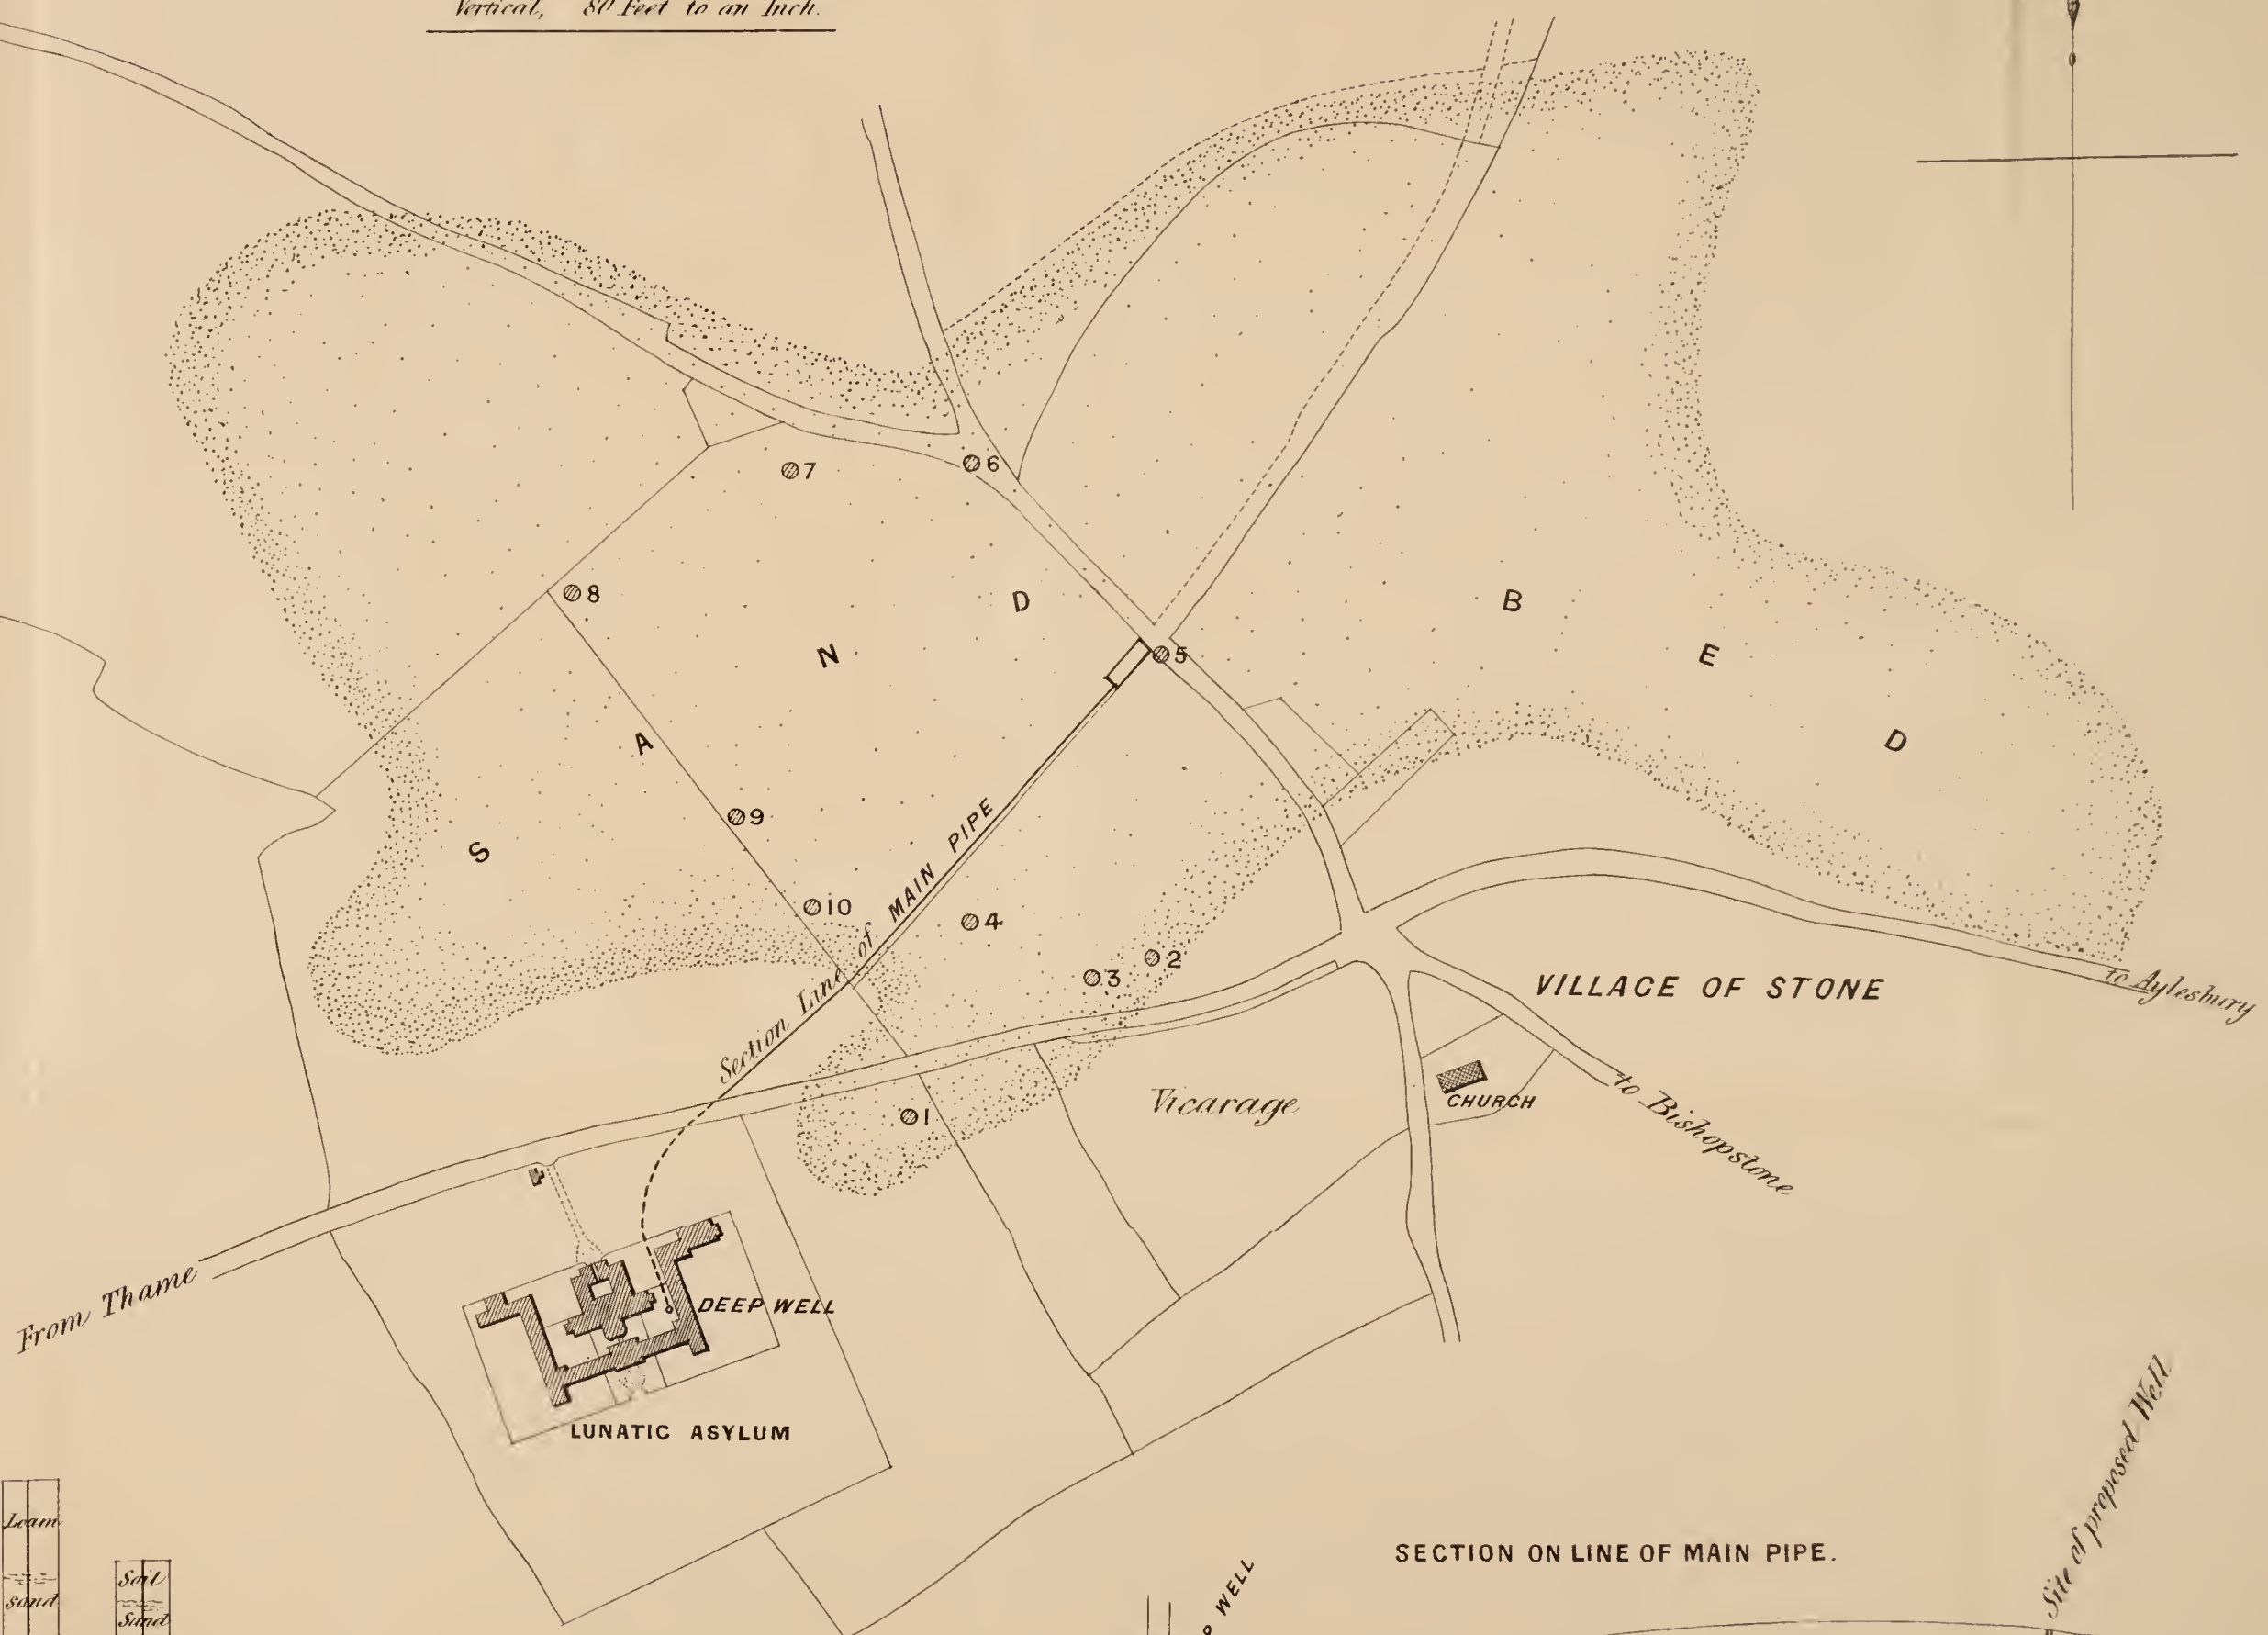 Vertical, 80 Feet to an Inch.
7
6
8
D
B
5
N
E
A
D
9
S
10
4
3
2
Section Line of MAIN PIPE
VILLAGE OF STONE
to Aylesbury
1
Vicarage
CHURCH
to Bishopstone
From Thame
DEEP WELL
LUNATIC ASYLUM
Loam
Sand
Soil
Sand
SECTION ON LINE OF MAIN PIPE.
WELL
Site of proposed Well